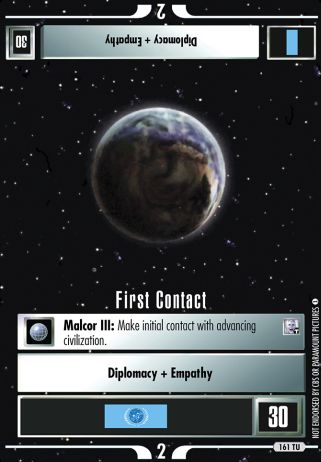 2
30
Diplomacy + Empathy
First Contact
Malcor III: Make initial contact with advancing
civilization.
Diplomacy + Empathy
30
2
161 TU
NOT ENDORSED BY CBS OR PARAMOUNT PICTURES